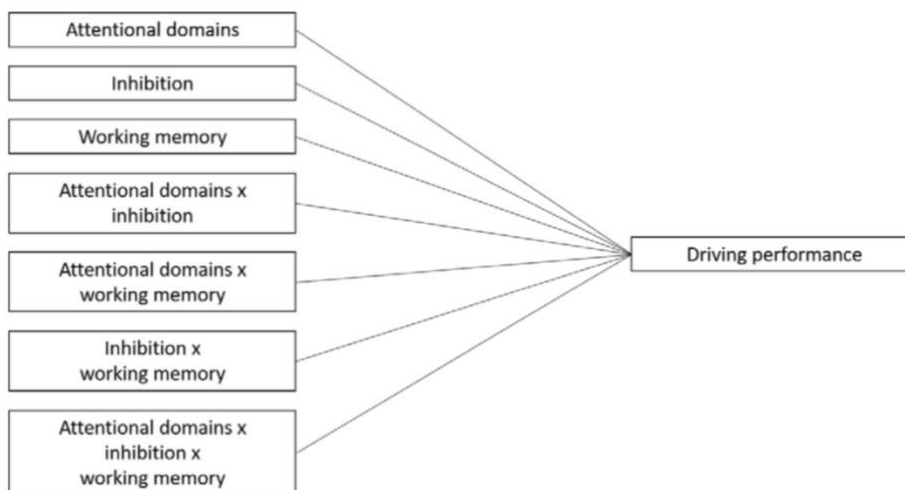 Attentional domains
Inhibition
Working memory
Attentional domains x
inhibition
Attentional domains x
working memory
Inhibition x
working memory
Attentional domains x
inhibition x
working memory
Driving performance